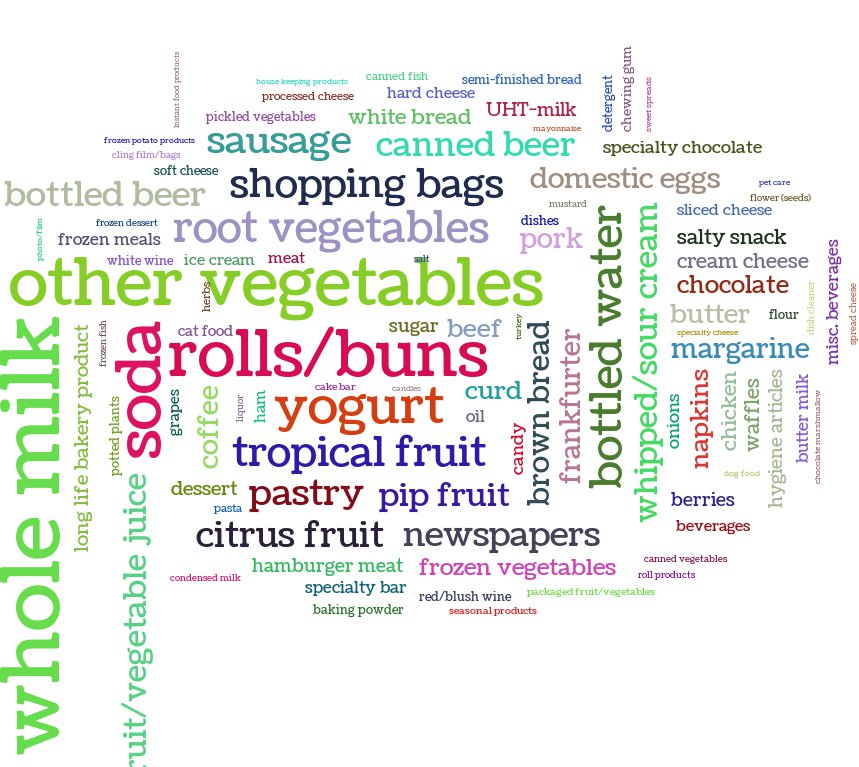 Instant food products
house keeping products
canned fish
semi-finished bread
detergent
chewing gum
sweet spreads
processed cheese
hard cheese
pickled vegetables
white bread
UHT-milk
mayonnaise
frozen potato products
sausage
canned beer
specialty chocolate
cling film/bags
soft cheese
shopping bags
domestic eggs
pet care
bottled beer
mustard
flower (seeds)
photo/film
frozen dessert
root vegetables
dishes
sliced cheese
frozen meals
pork
bottled water
whipped/sour cream
salty snack
misc. beverages
white wine
ice cream
meat
salt
cream cheese
other vegetables
herbs
chocolate
spread cheese
butter
flour
dish cleaner
whole milk
long life bakery product
frozen fish
soda
cat food
sugar
beef
turkey
specialty cheese
rolls/buns
brown bread
frankfurter
margarine
potted plants
grapes
coffee
liquor
ham
cake bar
candles
curd
yogurt
oil
candy
onions
napkins
chicken
waffles
hygiene articles
butter milk
chocolate marshmallow
tropical fruit
dog food
ruit/vegetable juice
dessert
pastry
pip fruit
berries
pasta
citrus fruit
newspapers
beverages
hamburger meat
frozen vegetables
canned vegetables
condensed milk
roll products
specialty bar
red/blush wine
packaged fruit/vegetables
baking powder
seasonal products